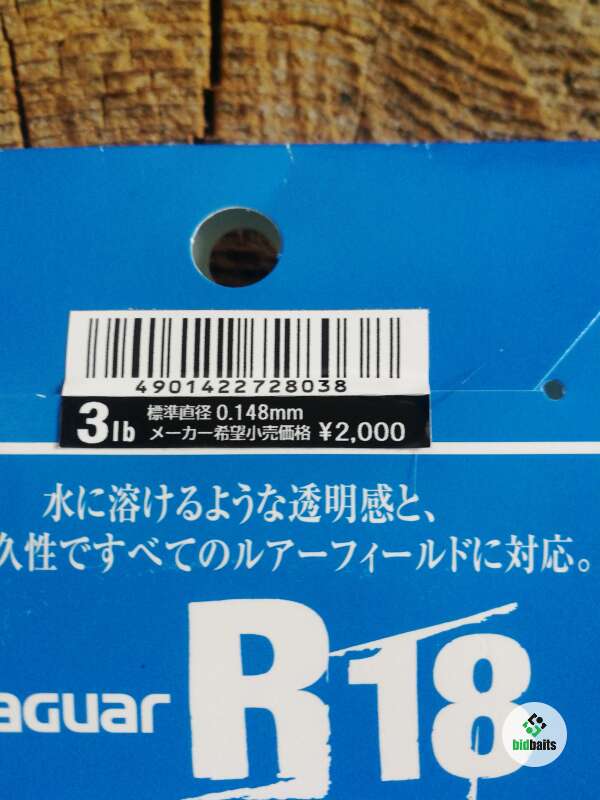 4901422728038
3lb 標準直径 0.148mm
メーカー希望小売価格 ¥2,000
水に溶けるような透明感と、
久性ですべてのルアーフィールドに対応。
aguar R18
bidbaits